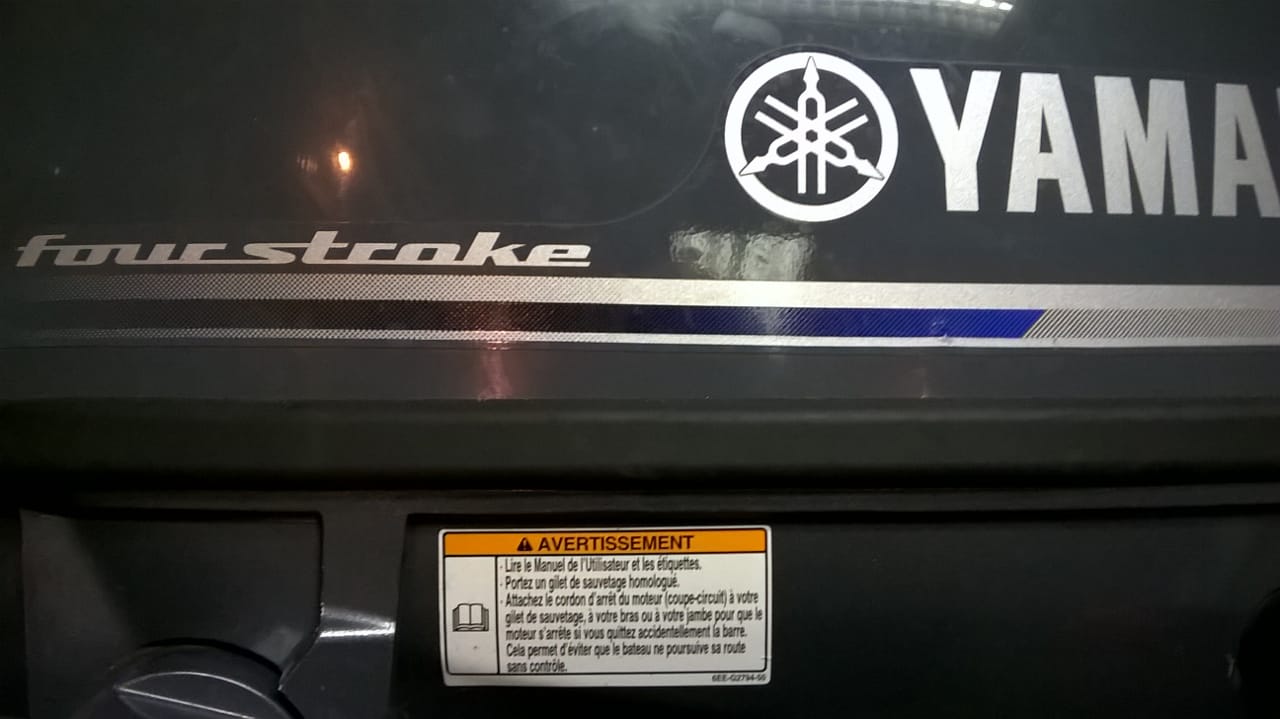 YAMA
four stroke
AVERTISSEMENT
· Lire le Manuel de l'Utilisateur et les étiquettes.
· Portez un gilet de sauvetage homologué.
· Attachez le cordon d'arrêt du moteur (coupe-circuit) à votre
gilet de sauvetage, à votre bras ou à votre jambe pour que le
moteur s'arrête si vous quittez accidentellement la barre.
Cela permet d'éviter que le bateau ne poursuive sa route
sans contrôle.
6EE-G2794-50